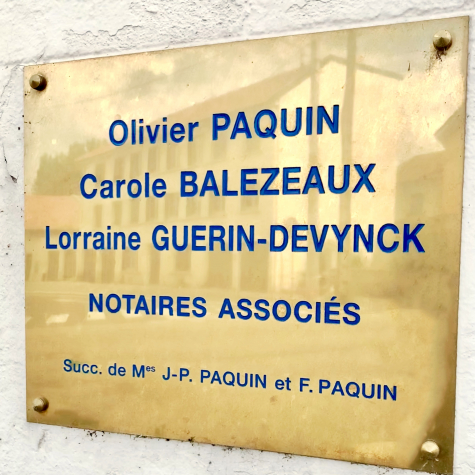 Olivier PAQUIN
Carole BALEZEAUX
Lorraine GUERIN-DEVYNCK
NOTAIRES ASSOCIÉS
Succ. de Mes J-P. PAQUIN et F. PAQUIN